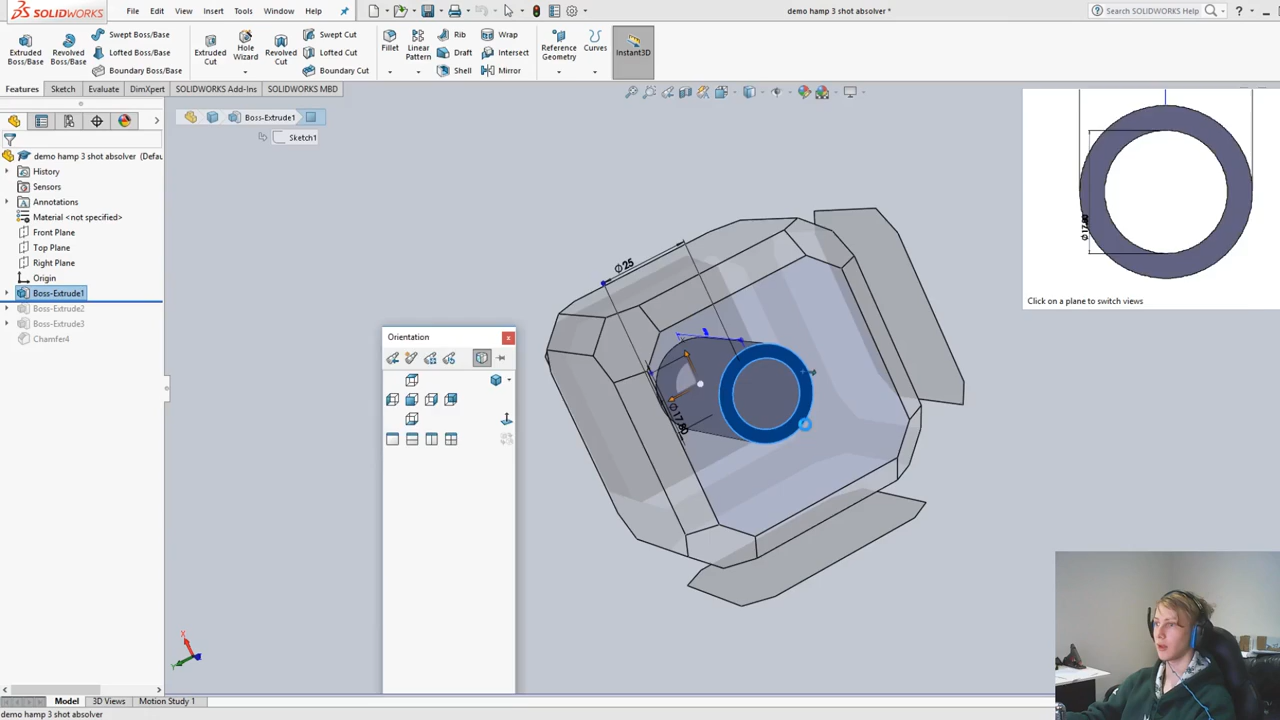 SOLIDWORKS File Edit View Insert Tools Window Help demo hamp 3 shot absolver * Search SOLIDWORKS Help ?
Extruded Boss/Base Revolved Boss/Base Swept Boss/Base Lofted Boss/Base Boundary Boss/Base Extruded Cut Hole Wizard Revolved Cut Swept Cut Lofted Cut Boundary Cut Fillet Linear Pattern Rib Draft Shell Wrap Intersect Mirror Reference Geometry Curves Instant3D
Features Sketch Evaluate DimXpert SOLIDWORKS Add-Ins SOLIDWORKS MBD
Boss-Extrude1
Sketch1
demo hamp 3 shot absolver (Defau
History
Sensors
Annotations
Material <not specified>
Front Plane
Top Plane
Right Plane
Origin
Boss-Extrude1
Boss-Extrude2
Boss-Extrude3
Chamfer4
Orientation
⌀25
⌀17.80
⌀17.80
Click on a plane to switch views
X
Y
Model 3D Views Motion Study 1
demo hamp 3 shot absolver